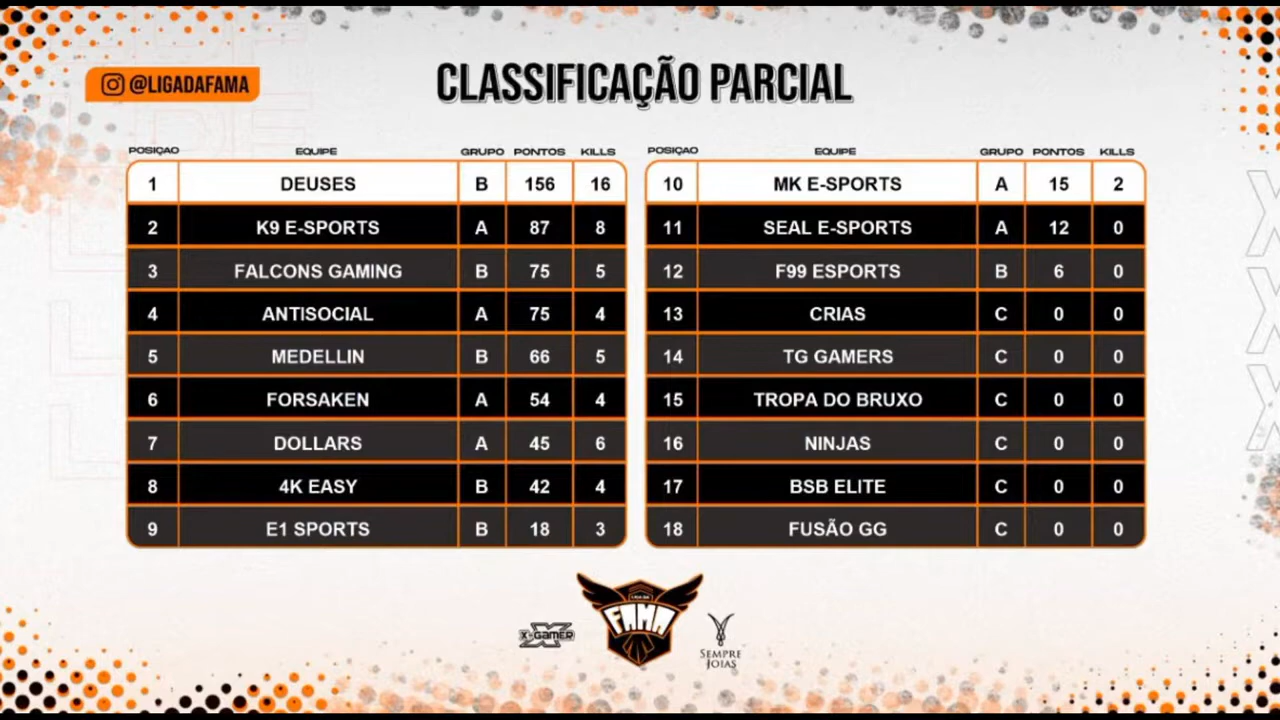 @LIGADAFAMA
CLASSIFICAÇÃO PARCIAL
POSIÇAO EQUIPE GRUPO PONTOS KILLS
1 DEUSES B 156 16
2 K9 E-SPORTS A 87 8
3 FALCONS GAMING B 75 5
4 ANTISOCIAL A 75 4
5 MEDELLIN B 66 5
6 FORSAKEN A 54 4
7 DOLLARS A 45 6
8 4K EASY B 42 4
9 E1 SPORTS B 18 3
POSIÇAO EQUIPE GRUPO PONTOS KILLS
10 MK E-SPORTS A 15 2
11 SEAL E-SPORTS A 12 0
12 F99 ESPORTS B 6 0
13 CRIAS C 0 0
14 TG GAMERS C 0 0
15 TROPA DO BRUXO C 0 0
16 NINJAS C 0 0
17 BSB ELITE C 0 0
18 FUSÃO GG C 0 0
X-GAMER
LIGA DA
FAMA
SEMPRE
JOIAS